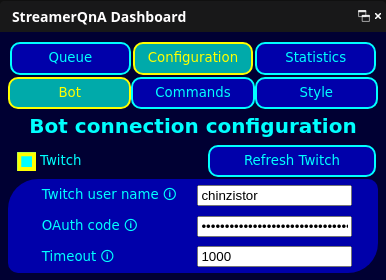 StreamerQnA Dashboard
Queue Configuration Statistics
Bot Commands Style
Bot connection configuration
Twitch Refresh Twitch
Twitch user name ⓘ chinzistor
OAuth code ⓘ ••••••••••••••••••••••••••••••
Timeout ⓘ 1000